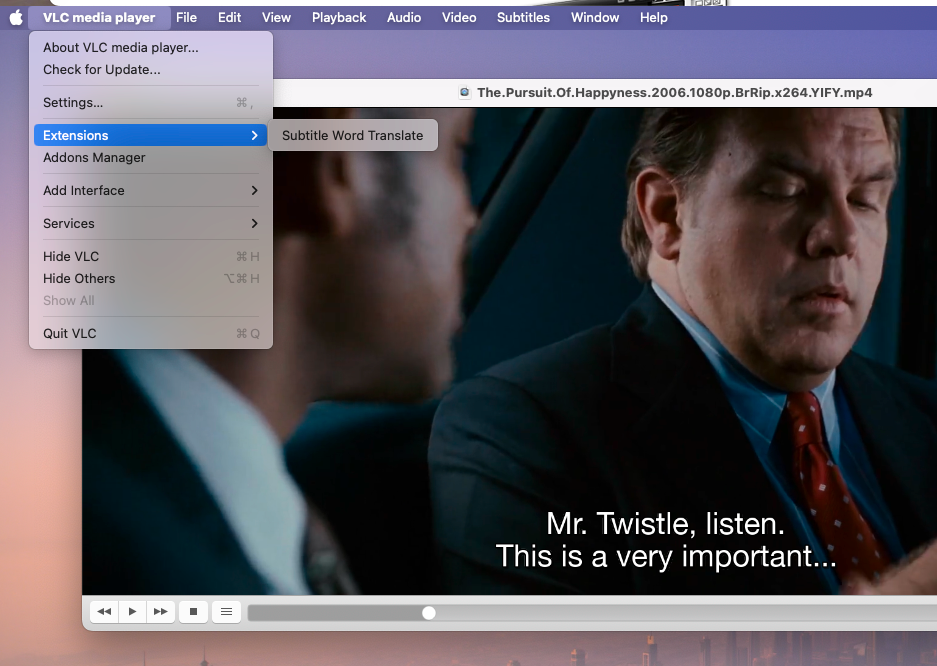 VLC media player File Edit View Playback Audio Video Subtitles Window Help
About VLC media player...
Check for Update...
Settings... ⌘ ,
Extensions
Subtitle Word Translate
Addons Manager
Add Interface
Services
Hide VLC ⌘ H
Hide Others ⌥⌘ H
Show All
Quit VLC ⌘ Q
The.Pursuit.Of.Happyness.2006.1080p.BrRip.x264.YIFY.mp4
Mr. Twistle, listen.
This is a very important...